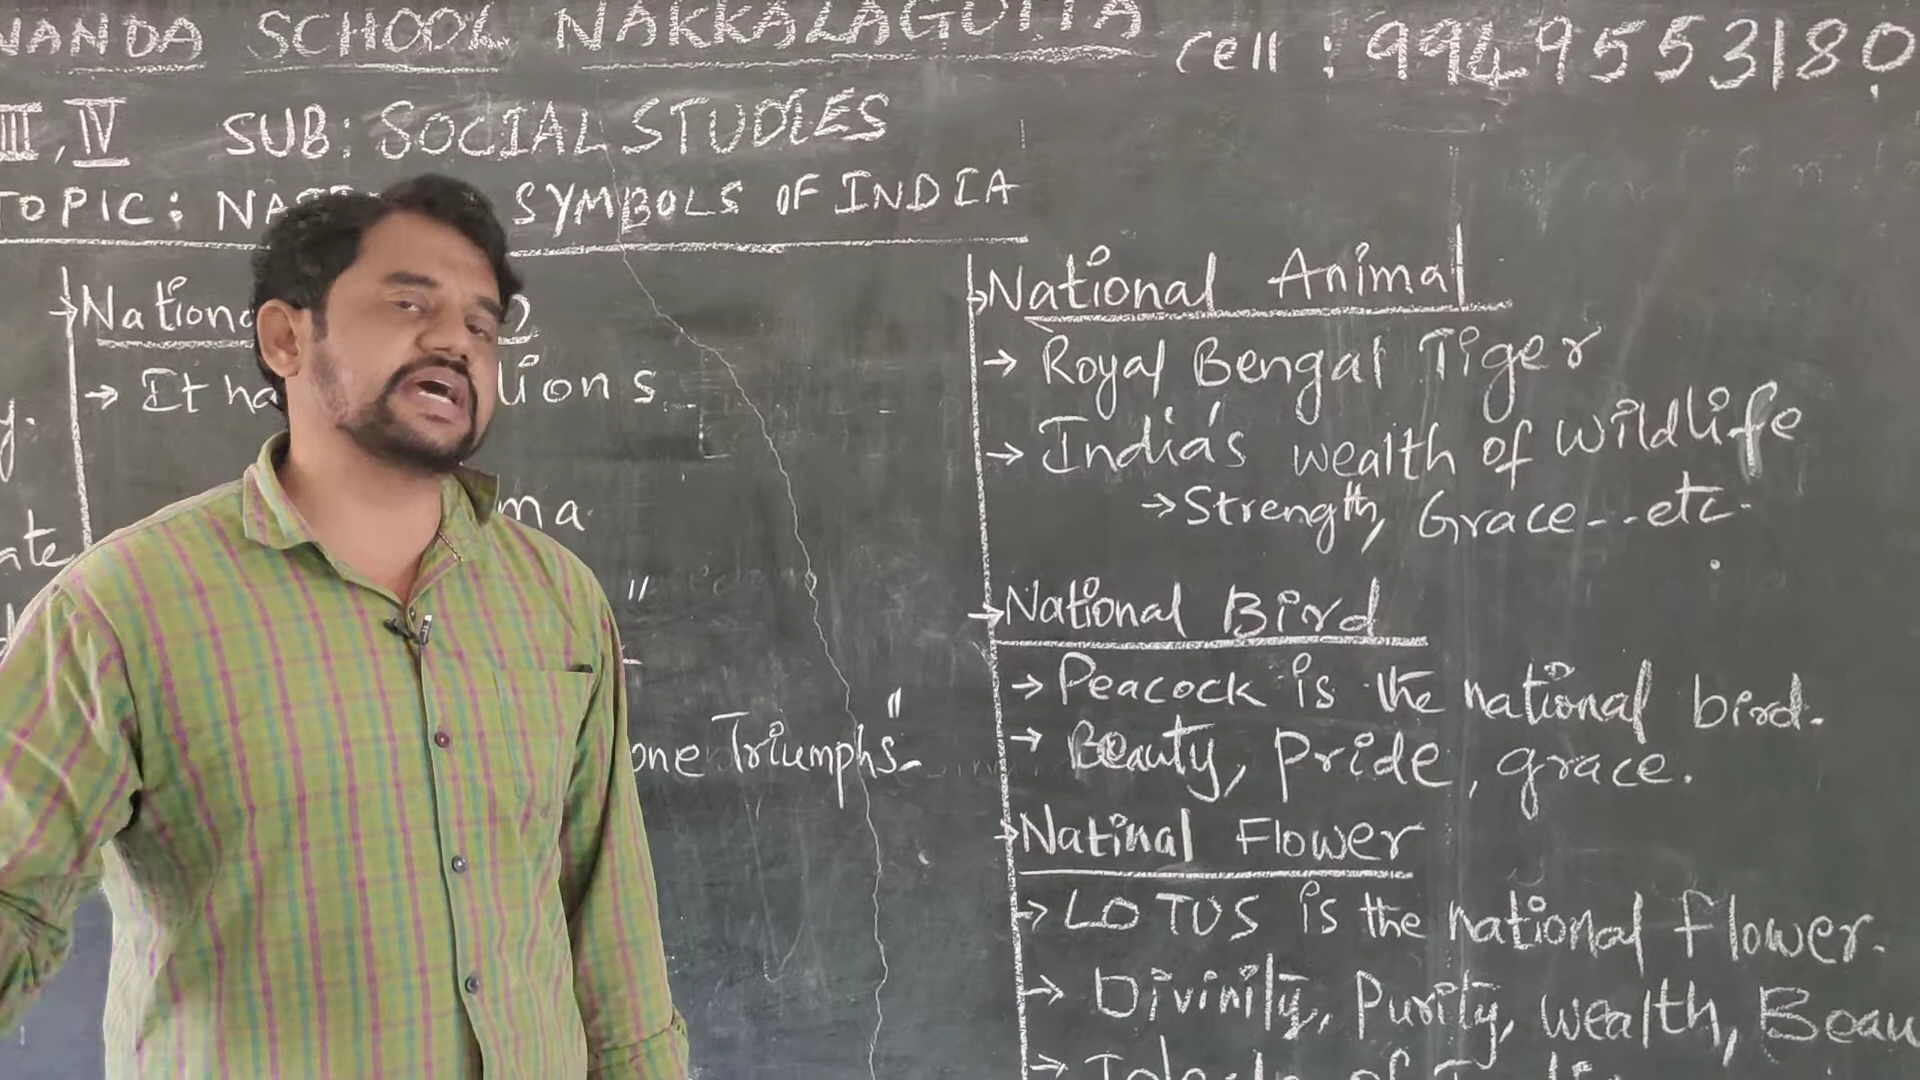 NANDA SCHOOL NAKKALAGUTTA cell : 9949553180
III, IV SUB: SOCIAL STUDIES
TOPIC: SYMBOLS OF INDIA
National Animal
→ Royal Bengal Tiger
→ India's wealth of wildlife
→ Strength, Grace--etc.
→ It ha lions
ma
"
"
one Triumphs-
National Bird
→ Peacock is the national bird.
→ Beauty, Pride, grace.
Natinal Flower
→ LOTUS is the national flower.
→ Divinity, Purity, wealth, Beau